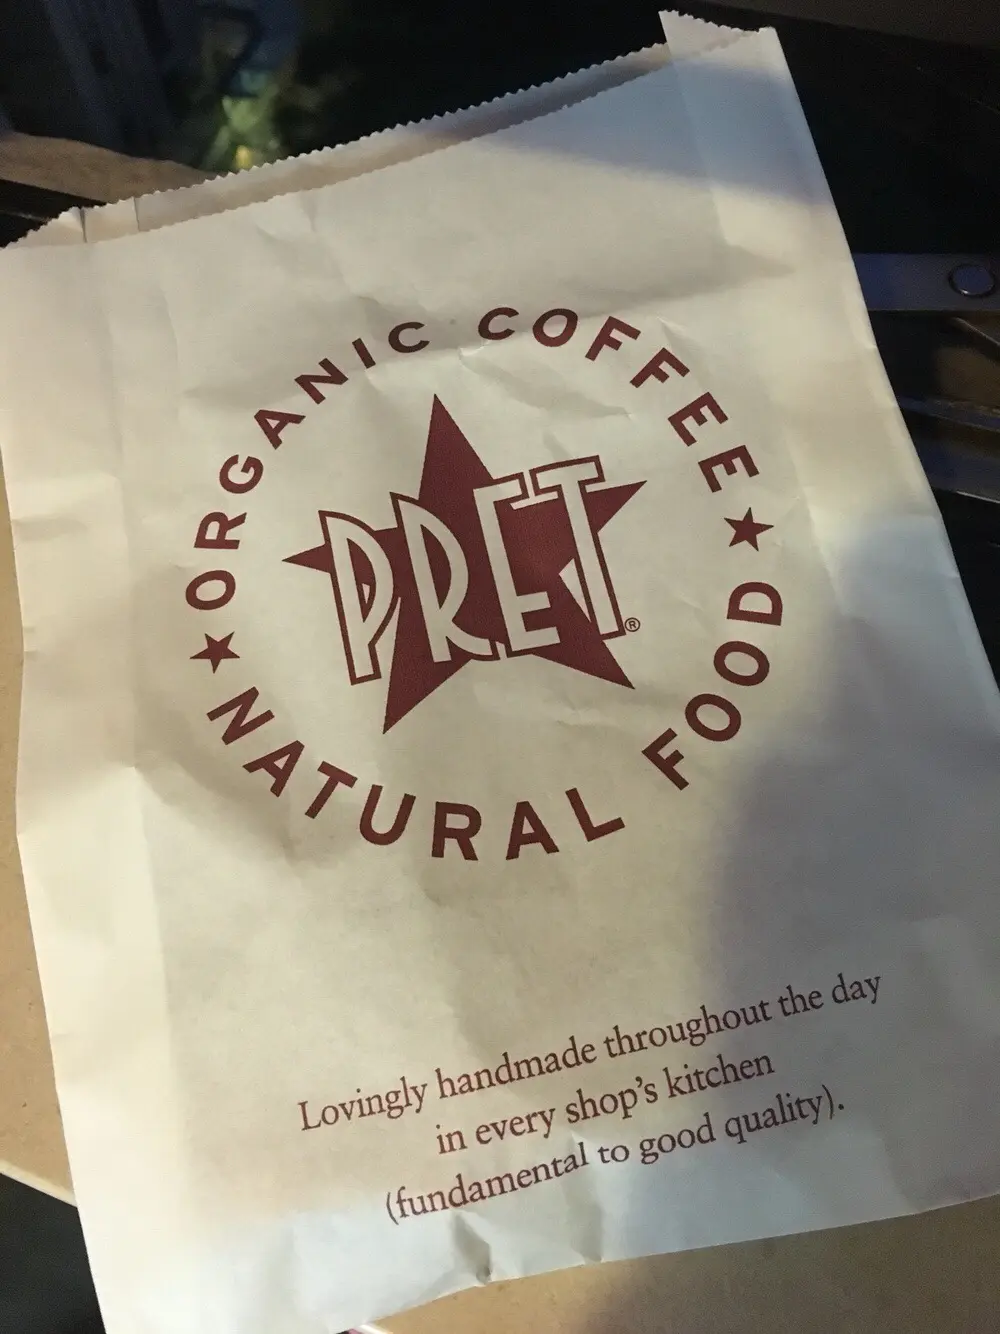 ORGANIC COFFEE
PRET®
★ NATURAL FOOD ★
Lovingly handmade throughout the day
in every shop's kitchen
(fundamental to good quality).